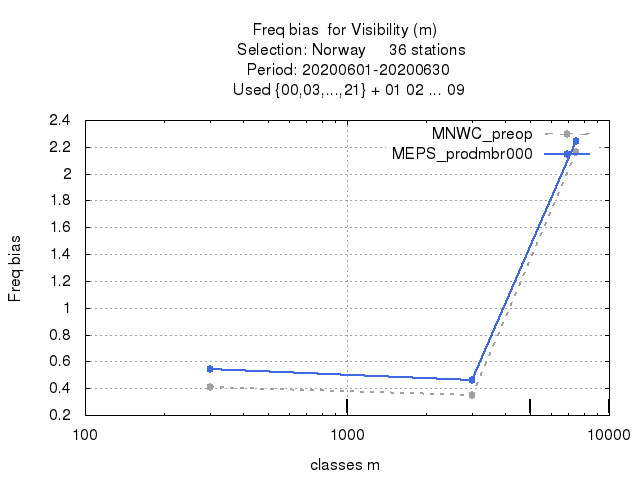 Freq bias  for Visibility (m)
Selection: Norway     36 stations
Period: 20200601-20200630
Used {00,03,...,21} + 01 02 ... 09
MNWC_preop
MEPS_prodmbr000
2.4
2.2
2
1.8
1.6
1.4
1.2
1
0.8
0.6
0.4
0.2
Freq bias
100
1000
10000
classes m